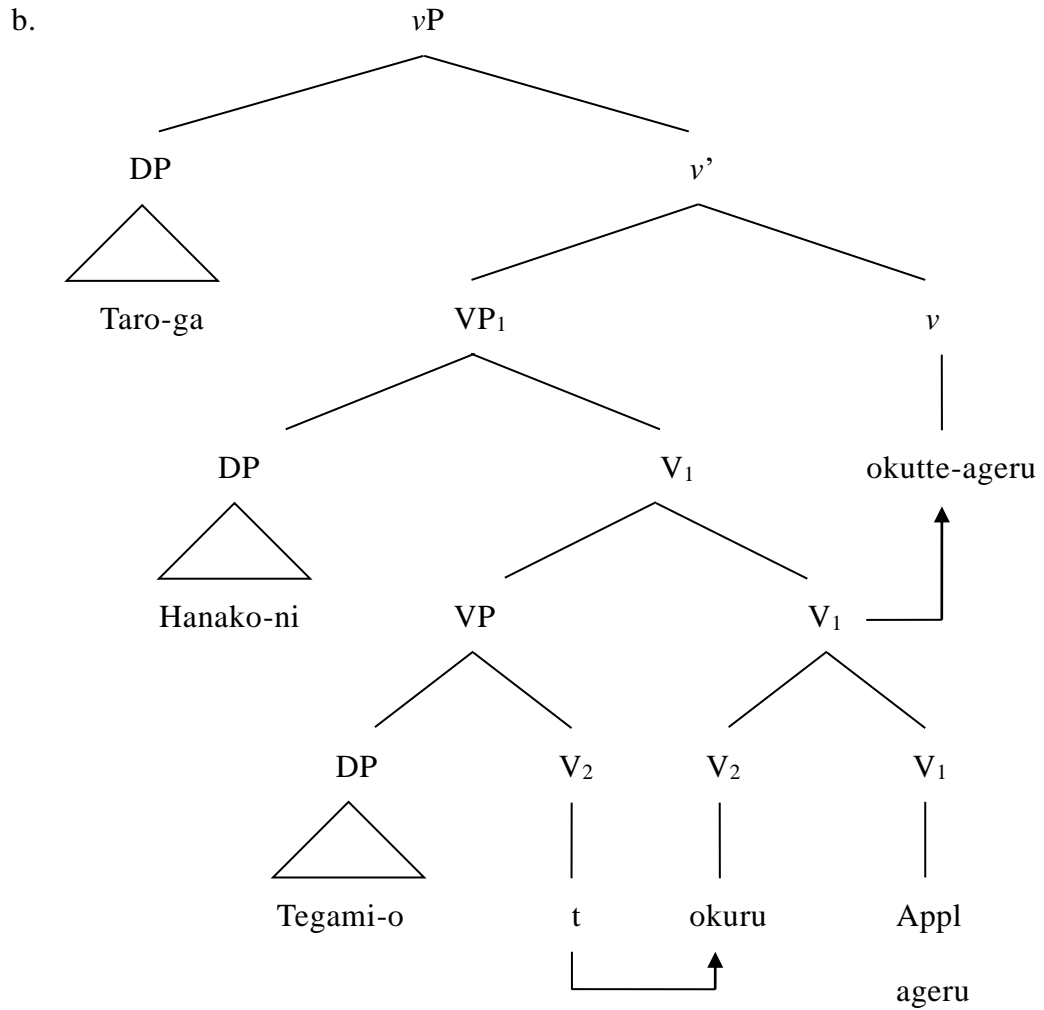 b. vP
DP v’
Taro-ga VP₁ v
DP V₁ okutte-ageru
Hanako-ni VP V₁
DP V₂ V₂ V₁
Tegami-o t okuru Appl
ageru